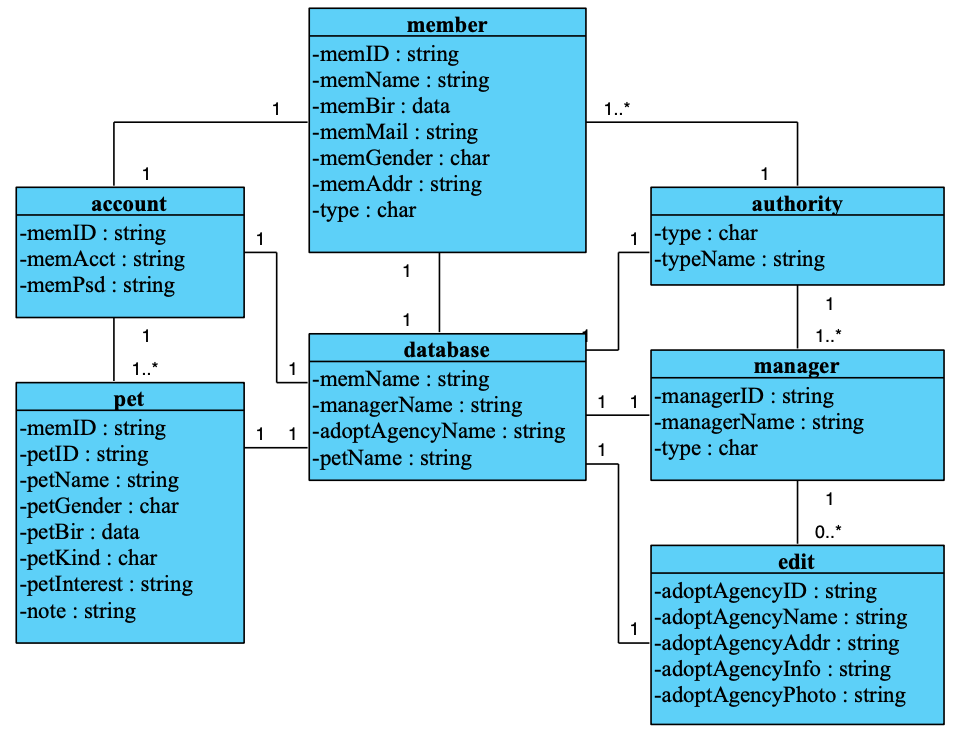 member
-memID : string
-memName : string
-memBir : data
-memMail : string
-memGender : char
-memAddr : string
-type : char
1
1..*
1
1
account
-memID : string
-memAcct : string
-memPsd : string
authority
-type : char
-typeName : string
1
1
1
1
1
1
1
1..*
1
1..*
database
-memName : string
-managerName : string
-adoptAgencyName : string
-petName : string
1
manager
-managerID : string
-managerName : string
-type : char
1
1
pet
-memID : string
-petID : string
-petName : string
-petGender : char
-petBir : data
-petKind : char
-petInterest : string
-note : string
1
1
1
1
0..*
1
edit
-adoptAgencyID : string
-adoptAgencyName : string
-adoptAgencyAddr : string
-adoptAgencyInfo : string
-adoptAgencyPhoto : string